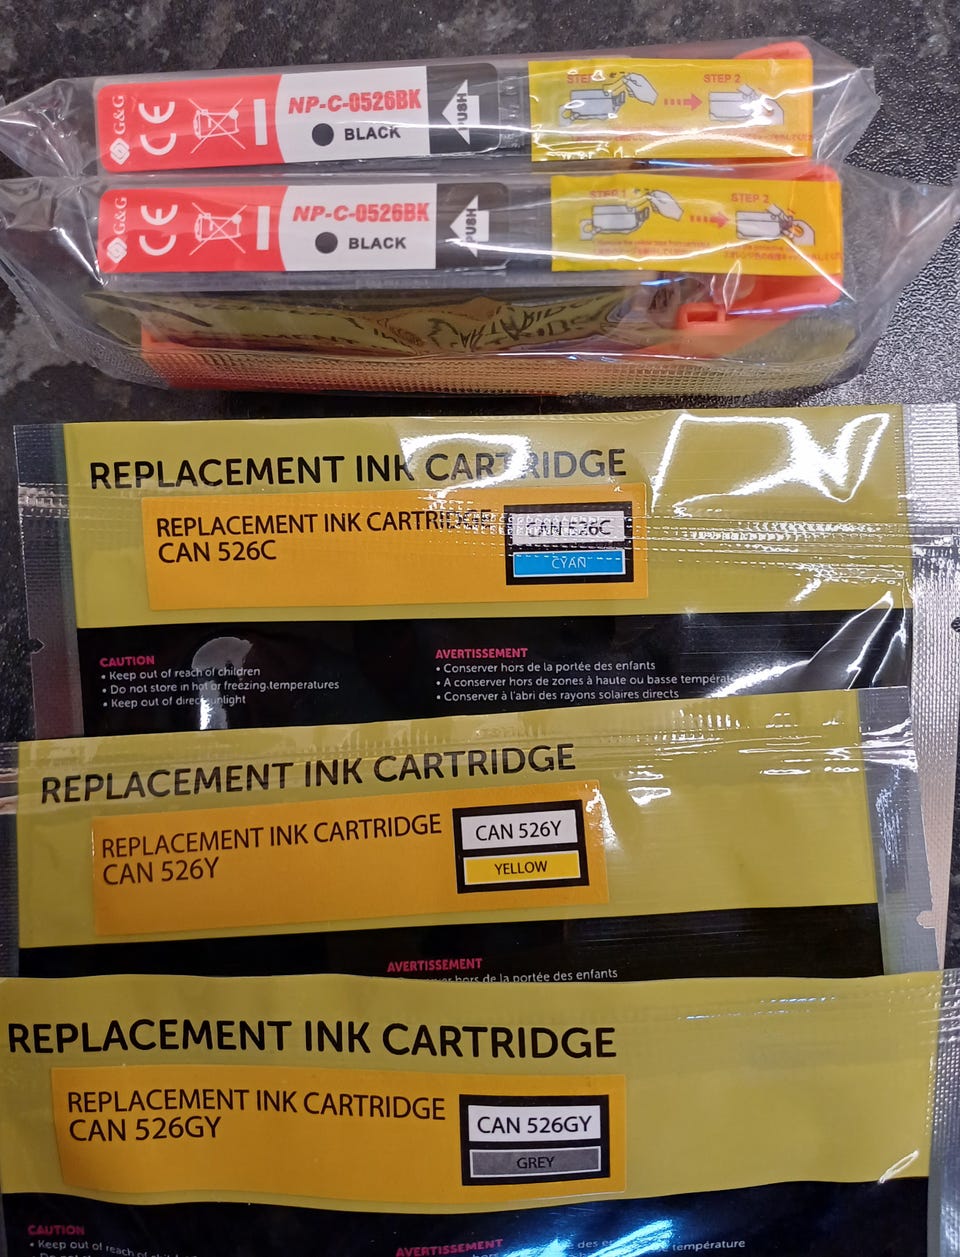 G&G
NP-C-0526BK
BLACK
PUSH
STEP 2
G&G
NP-C-0526BK
BLACK
PUSH
STEP 1
STEP 2
REPLACEMENT INK CARTRIDGE
REPLACEMENT INK CARTRIDGE
CAN 526C
CAN 526C
CYAN
CAUTION
• Keep out of reach of children
• Do not store in hot or freezing temperatures
• Keep out of direct sunlight
AVERTISSEMENT
• Conserver hors de la portée des enfants
• A conserver hors de zones à haute ou basse
• Conserver à l'abri des rayons solaires directs
REPLACEMENT INK CARTRIDGE
REPLACEMENT INK CARTRIDGE
CAN 526Y
CAN 526Y
YELLOW
AVERTISSEMENT
hors de la portée des enfants
REPLACEMENT INK CARTRIDGE
REPLACEMENT INK CARTRIDGE
CAN 526GY
CAN 526GY
GREY
CAUTION
• Keep out of reach of
AVERTISSEMENT
température